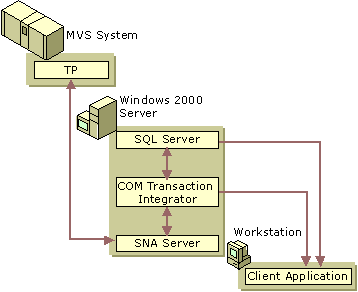 MVS System
TP
Windows 2000
Server
SQL Server
COM Transaction
Integrator
SNA Server
Workstation
Client Application